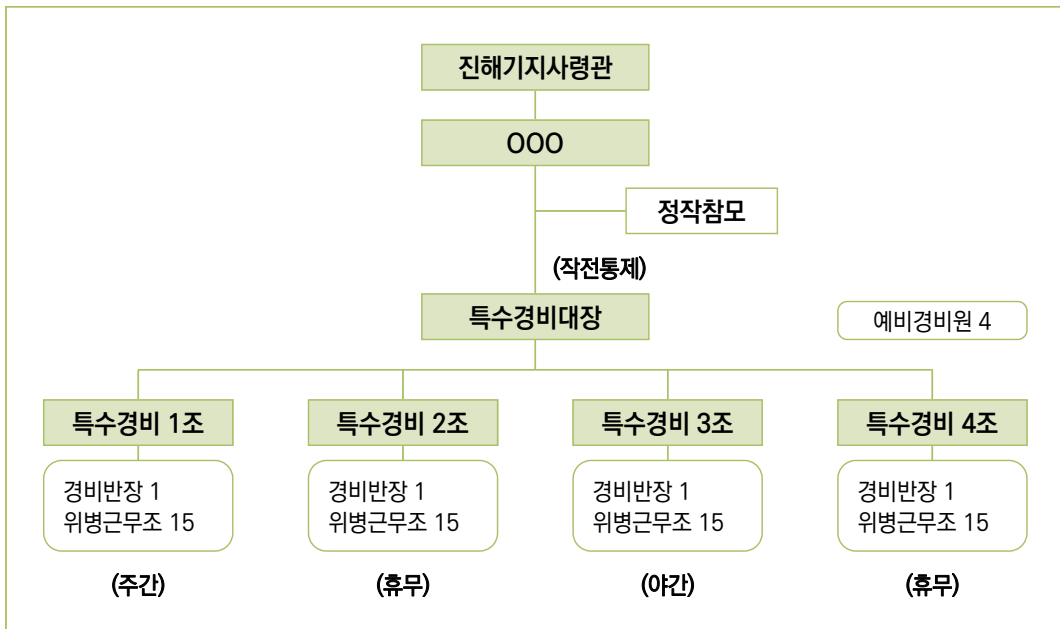 진해기지사령관
OOO
정작참모
(작전통제)
특수경비대장
예비경비원 4
특수경비 1조
특수경비 2조
특수경비 3조
특수경비 4조
경비반장 1
위병근무조 15
경비반장 1
위병근무조 15
경비반장 1
위병근무조 15
경비반장 1
위병근무조 15
(주간)
(휴무)
(야간)
(휴무)